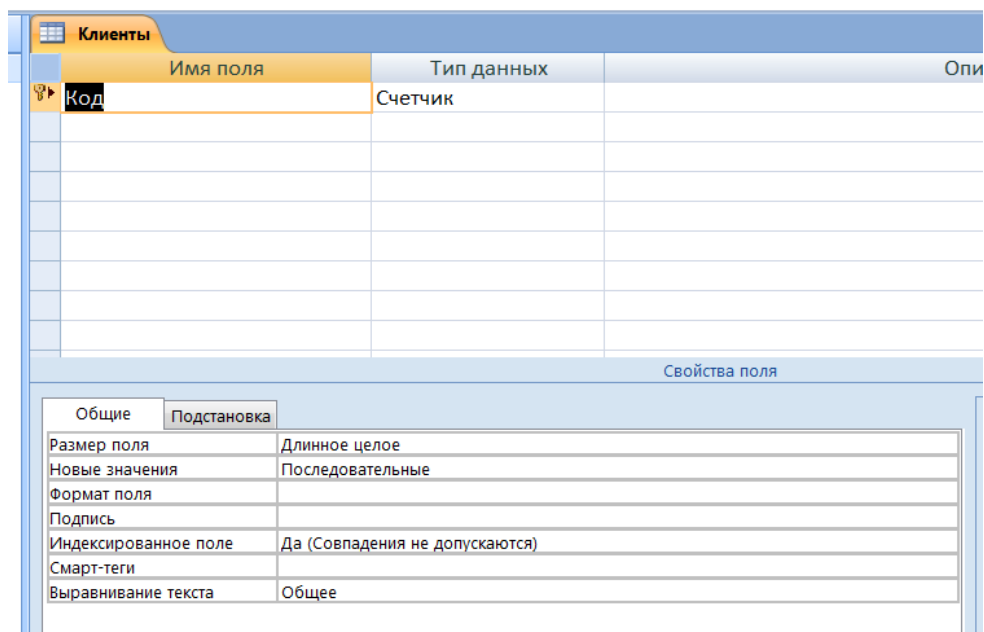 Клиенты
Имя поля Тип данных Опи
Код Счетчик
Свойства поля
Общие Подстановка
Размер поля Длинное целое
Новые значения Последовательные
Формат поля
Подпись
Индексированное поле Да (Совпадения не допускаются)
Смарт-теги
Выравнивание текста Общее